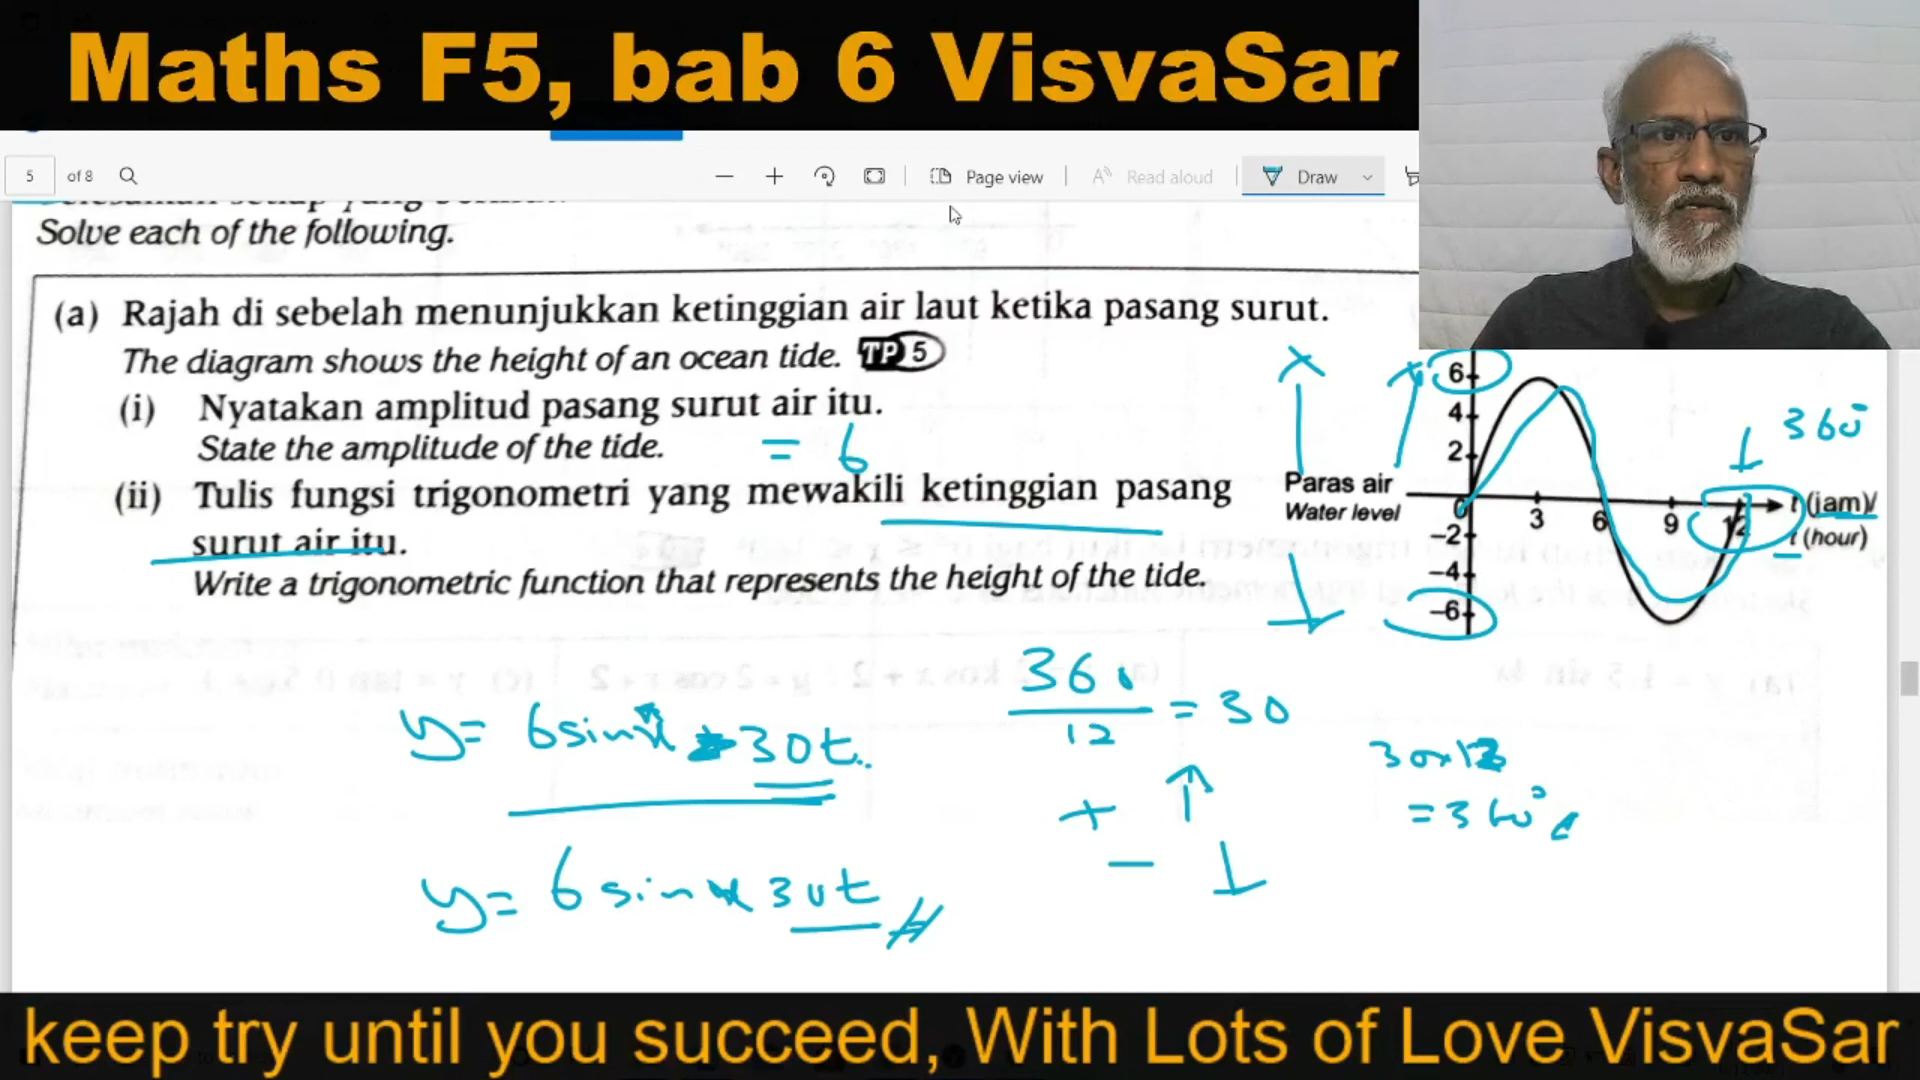 Maths F5, bab 6 VisvaSar
5 of 8
Page view
Read aloud
Draw
Solve each of the following.
(a) Rajah di sebelah menunjukkan ketinggian air laut ketika pasang surut.
The diagram shows the height of an ocean tide. TP 5
(i) Nyatakan amplitud pasang surut air itu.
State the amplitude of the tide.
= 6
(ii) Tulis fungsi trigonometri yang mewakili ketinggian pasang
surut air itu.
Write a trigonometric function that represents the height of the tide.
Paras air
Water level
6
4
2
0
-2
-4
-6
3
6
9
12
t (jam)/
t (hour)
360°
360
12
= 30
y= 6 sin 30t
+
-
30×12
= 360°
y= 6 sin 30t
keep try until you succeed, With Lots of Love VisvaSar